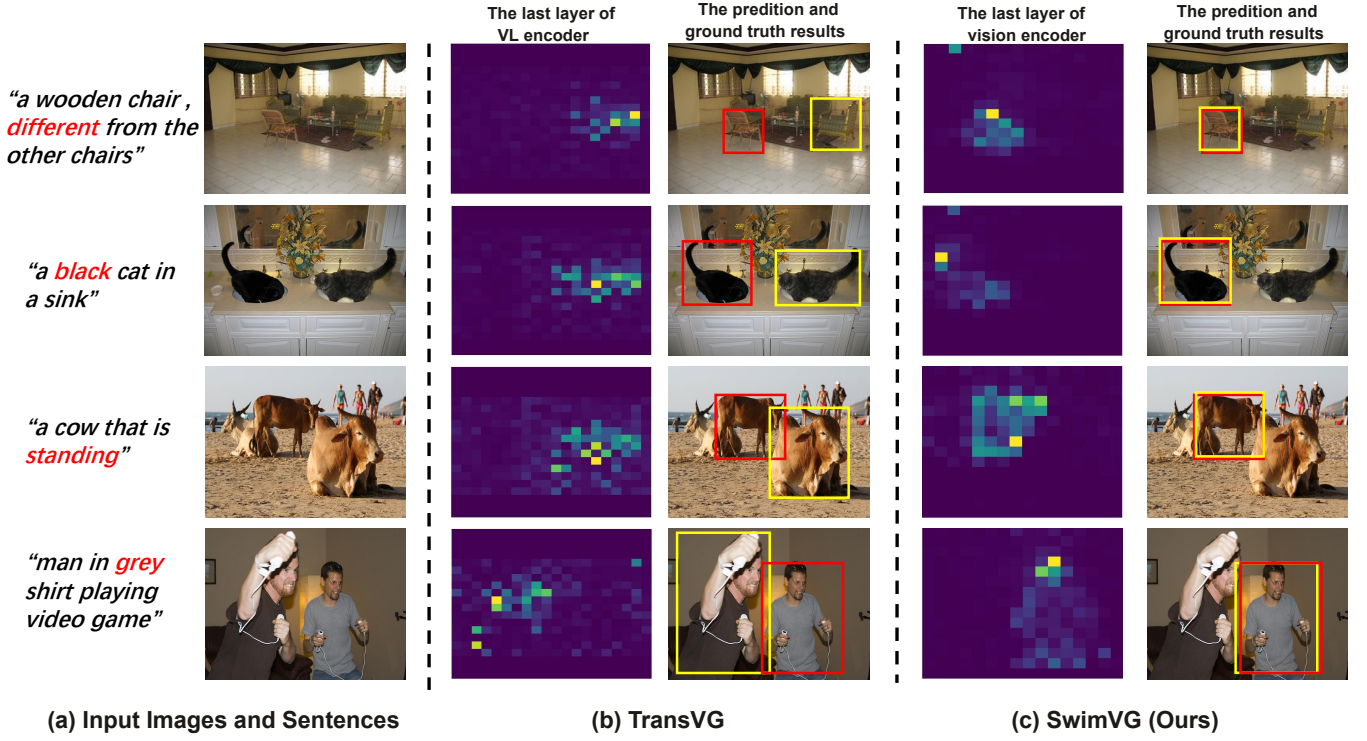 The last layer of
VL encoder
The predition and
ground truth results
The last layer of
vision encoder
The predition and
ground truth results
“a wooden chair ,
different from the
other chairs”
“a black cat in
a sink”
“a cow that is
standing”
“man in grey
shirt playing
video game”
(a) Input Images and Sentences
(b) TransVG
(c) SwimVG (Ours)